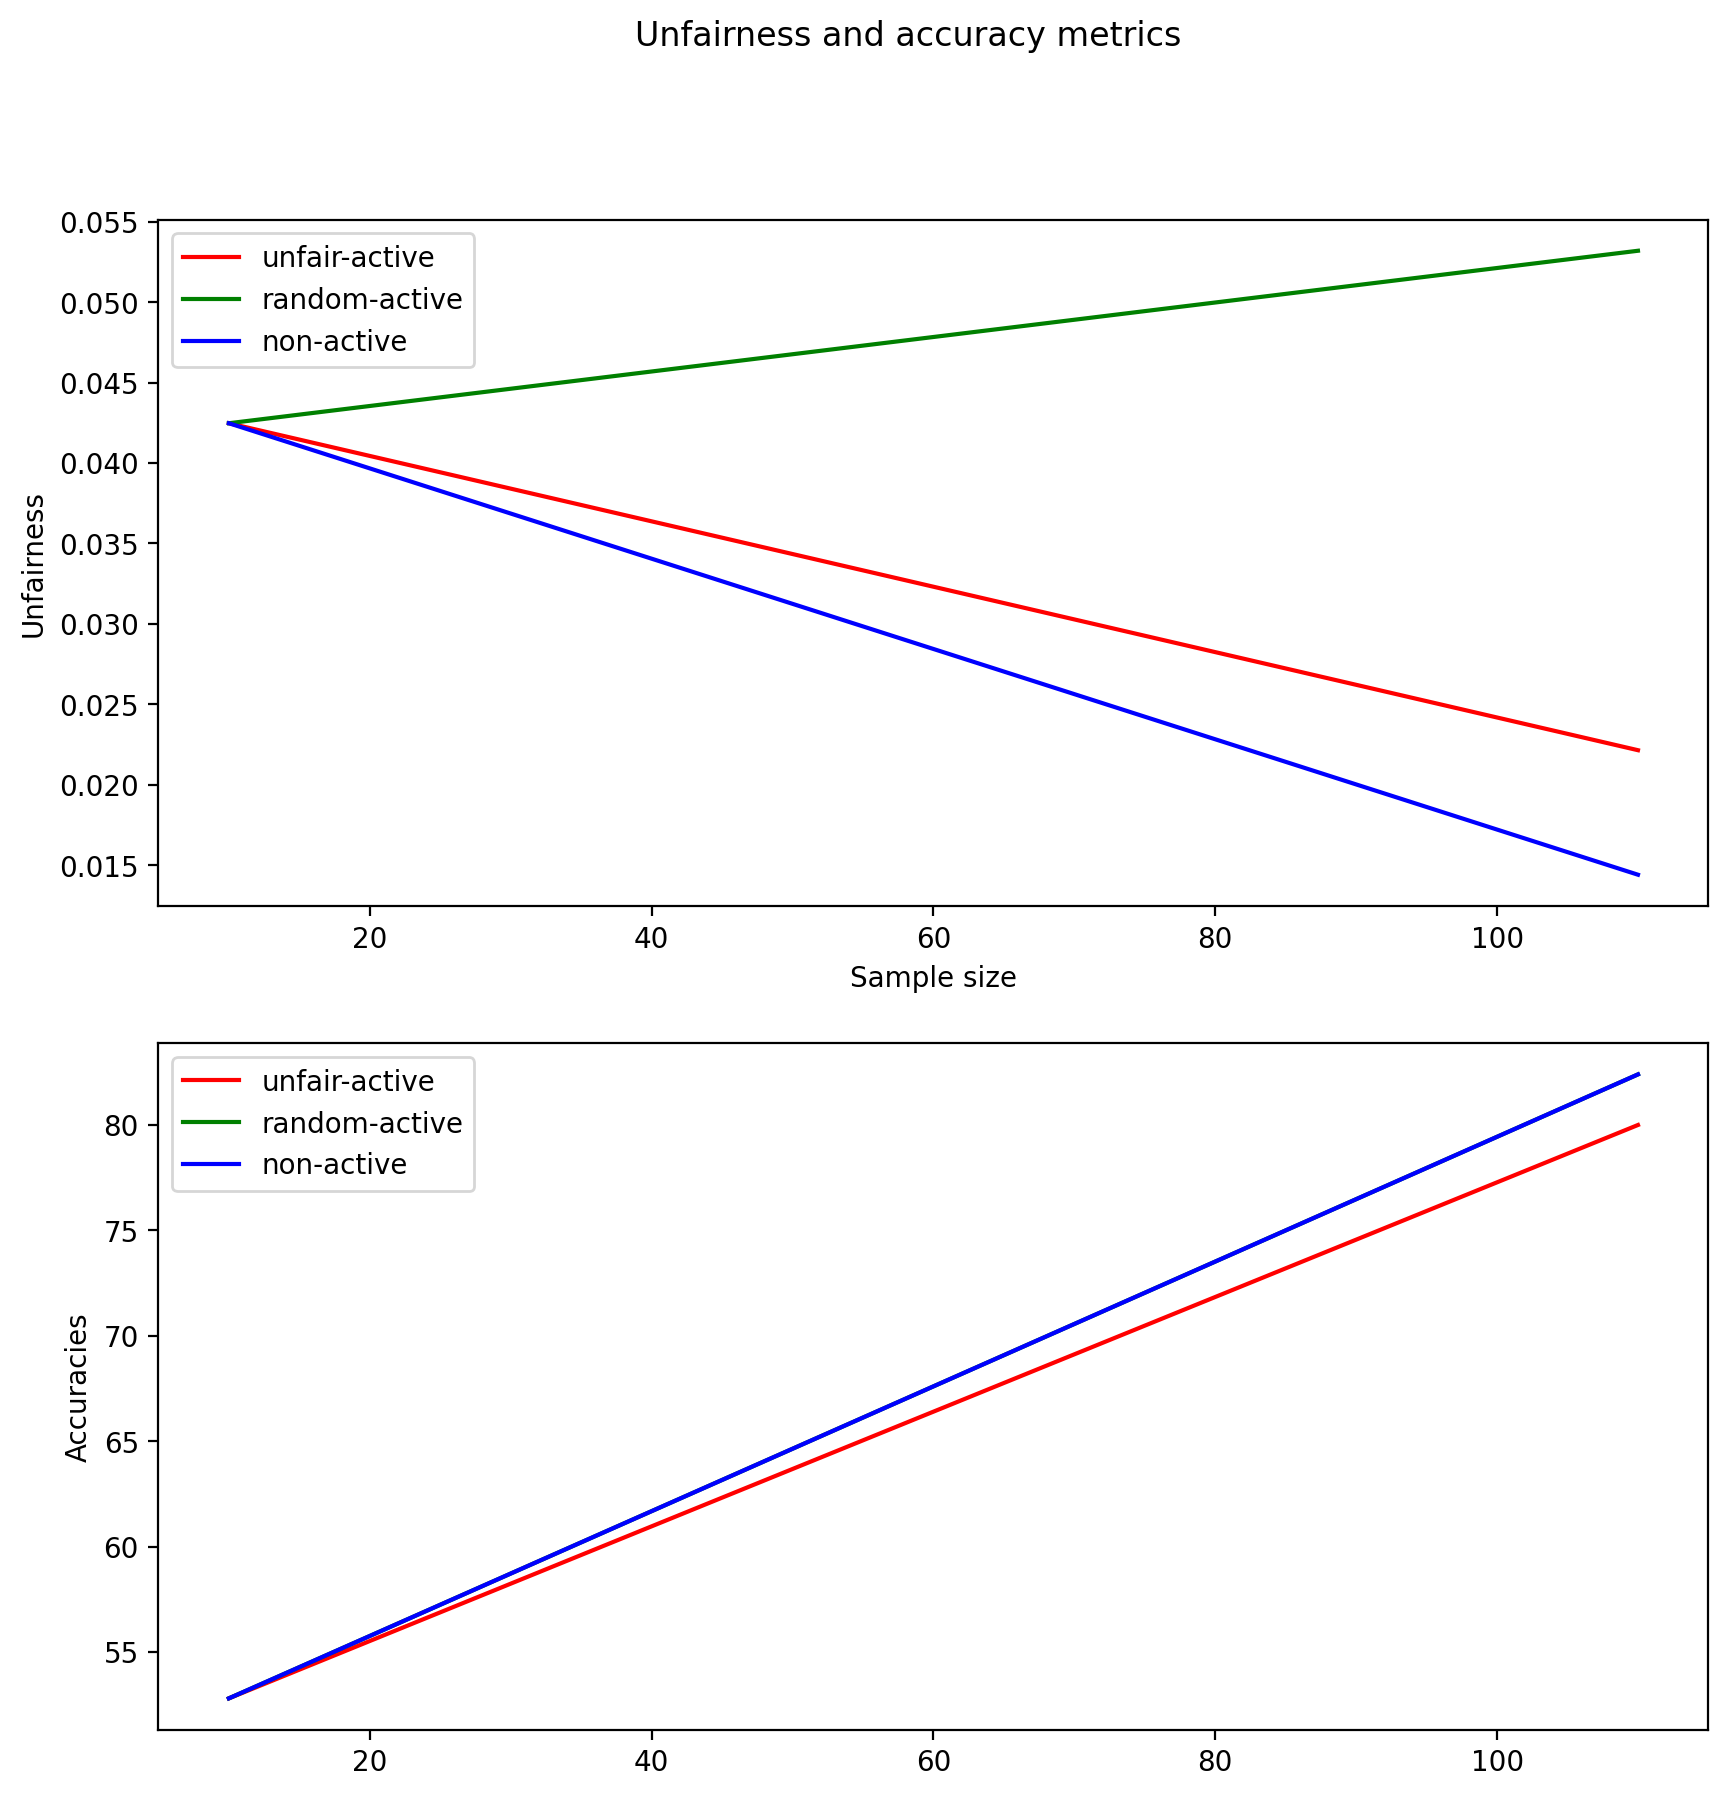 Unfairness and accuracy metrics
0.055
0.050
0.045
0.040
0.035
0.030
0.025
0.020
0.015
Unfairness
unfair-active
random-active
non-active
20 40 60 80 100
Sample size
80
75
70
65
60
55
Accuracies
unfair-active
random-active
non-active
20 40 60 80 100